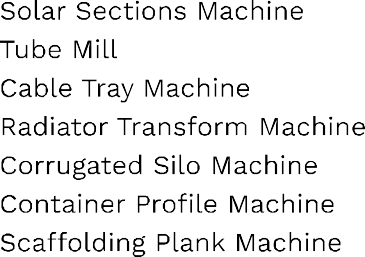 Solar Sections Machine
Tube Mill
Cable Tray Machine
Radiator Transform Machine
Corrugated Silo Machine
Container Profile Machine
Scaffolding Plank Machine